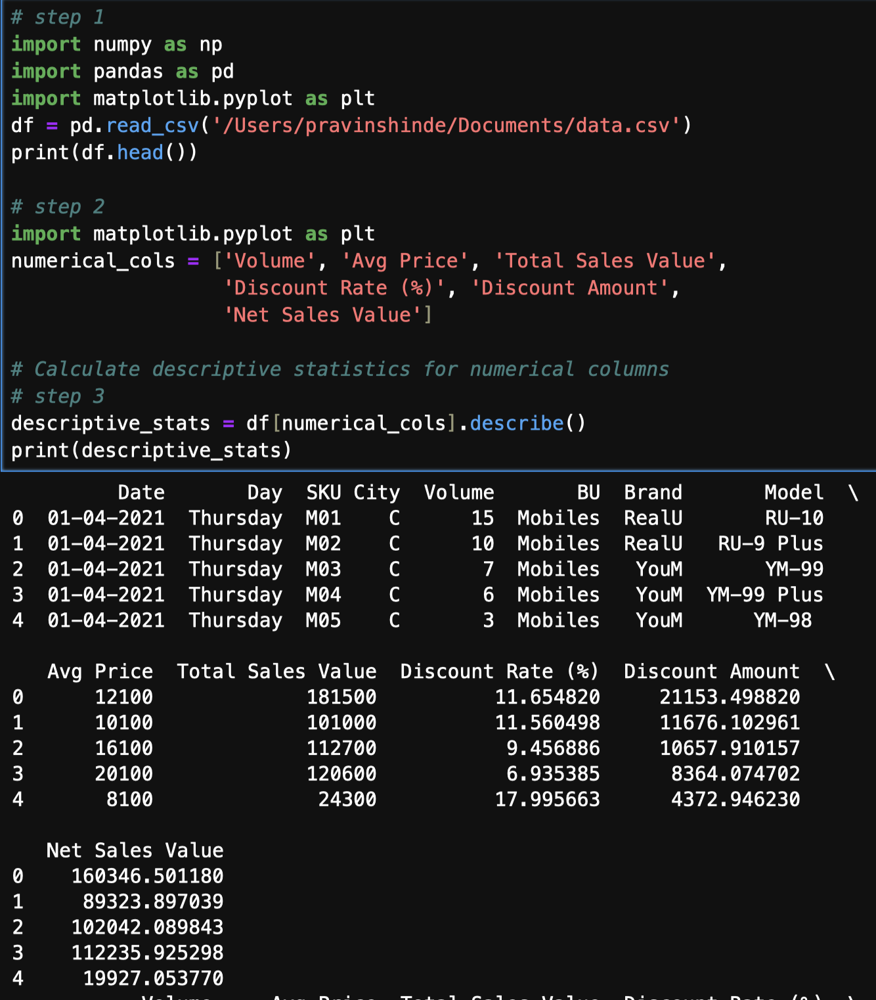 # step 1
import numpy as np
import pandas as pd
import matplotlib.pyplot as plt
df = pd.read_csv('/Users/pravinshinde/Documents/data.csv')
print(df.head())
# step 2
import matplotlib.pyplot as plt
numerical_cols = ['Volume', 'Avg Price', 'Total Sales Value',
'Discount Rate (%)', 'Discount Amount',
'Net Sales Value']
# Calculate descriptive statistics for numerical columns
# step 3
descriptive_stats = df[numerical_cols].describe()
print(descriptive_stats)
Date Day SKU City Volume BU Brand Model \
0 01-04-2021 Thursday M01 C 15 Mobiles RealU RU-10
1 01-04-2021 Thursday M02 C 10 Mobiles RealU RU-9 Plus
2 01-04-2021 Thursday M03 C 7 Mobiles YouM YM-99
3 01-04-2021 Thursday M04 C 6 Mobiles YouM YM-99 Plus
4 01-04-2021 Thursday M05 C 3 Mobiles YouM YM-98
Avg Price Total Sales Value Discount Rate (%) Discount Amount \
0 12100 181500 11.654820 21153.498820
1 10100 101000 11.560498 11676.102961
2 16100 112700 9.456886 10657.910157
3 20100 120600 6.935385 8364.074702
4 8100 24300 17.995663 4372.946230
Net Sales Value
0 160346.501180
1 89323.897039
2 102042.089843
3 112235.925298
4 19927.053770
Volume Avg Price Total Sales Value Discount Rate (%) \